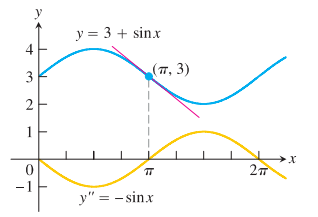 y
y = 3 + sin x
4
(π, 3)
3
2
1
x
0
π
2π
−1
y″ = − sin x